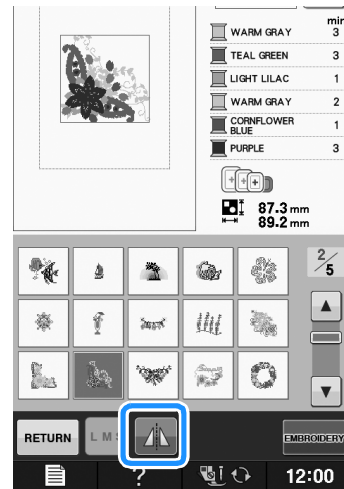 min
WARM GRAY 3
TEAL GREEN 3
LIGHT LILAC 1
WARM GRAY 2
CORNFLOWER
BLUE 1
PURPLE 3
87.3 mm
89.2 mm
2/5
RETURN L M S
EMBROIDERY
? 12:00